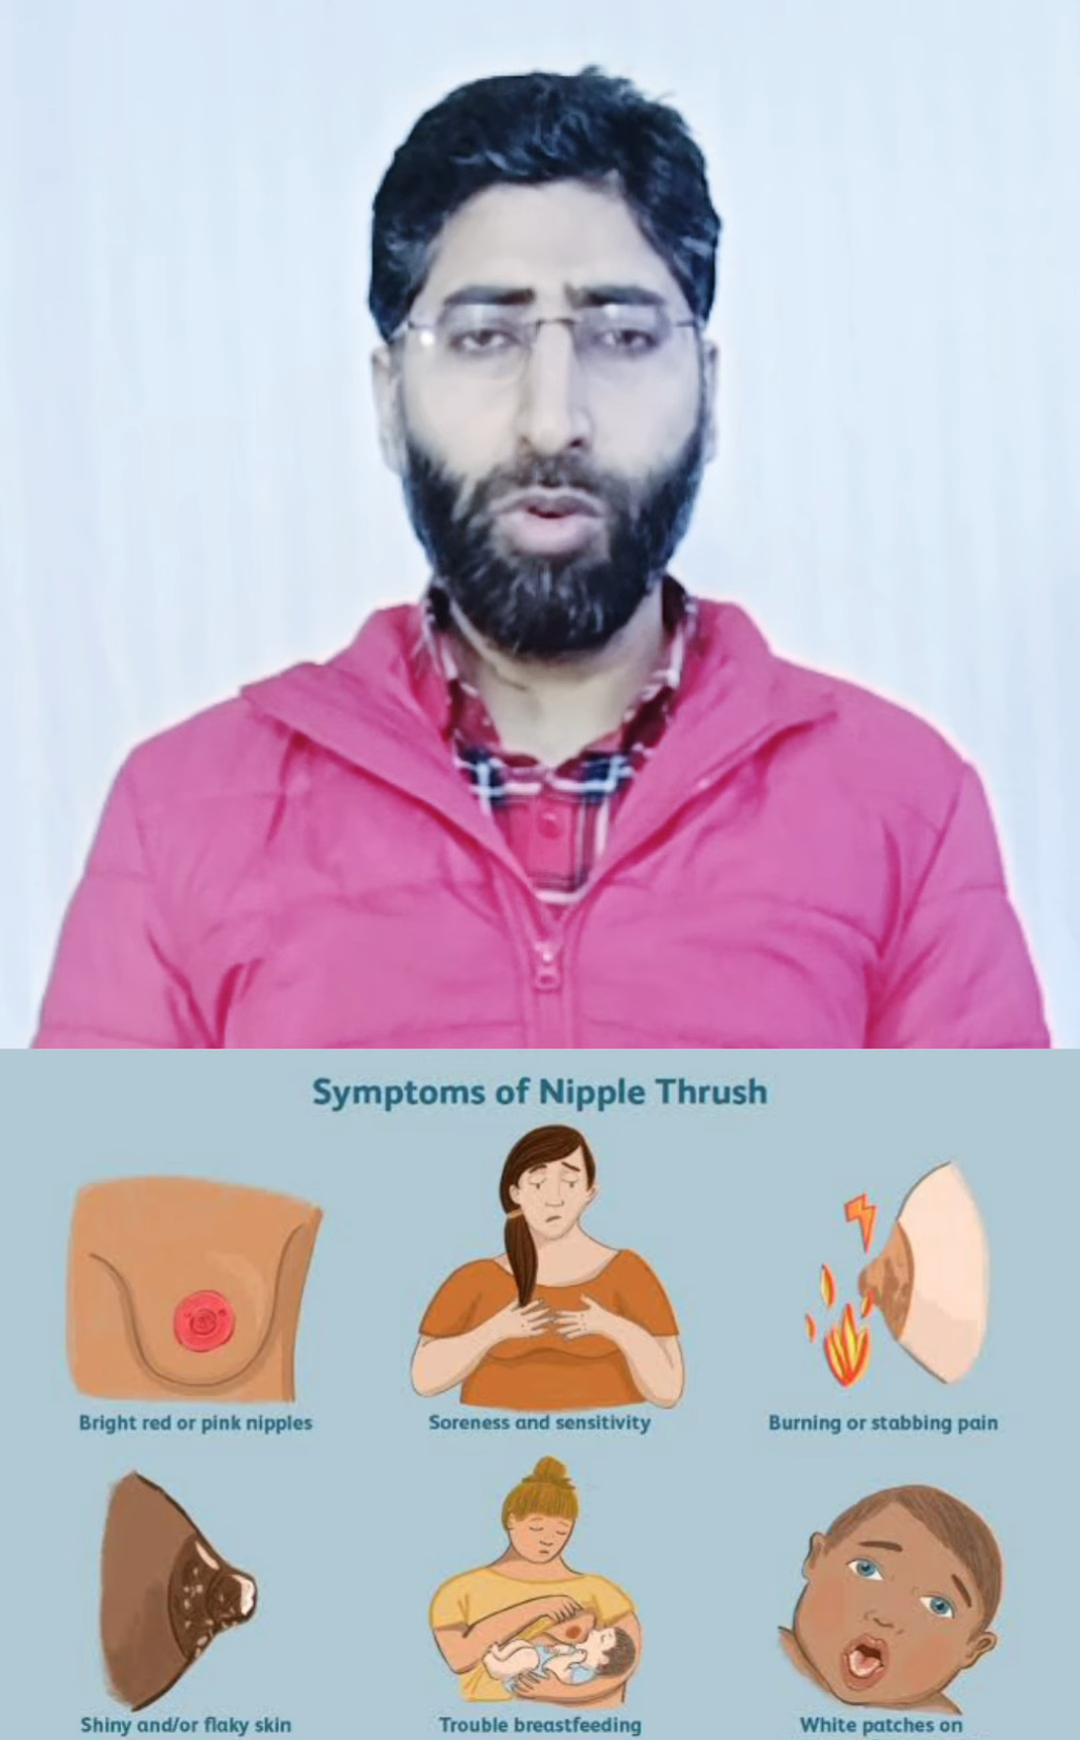 Symptoms of Nipple Thrush
Bright red or pink nipples
Soreness and sensitivity
Burning or stabbing pain
Shiny and/or flaky skin
Trouble breastfeeding
White patches on